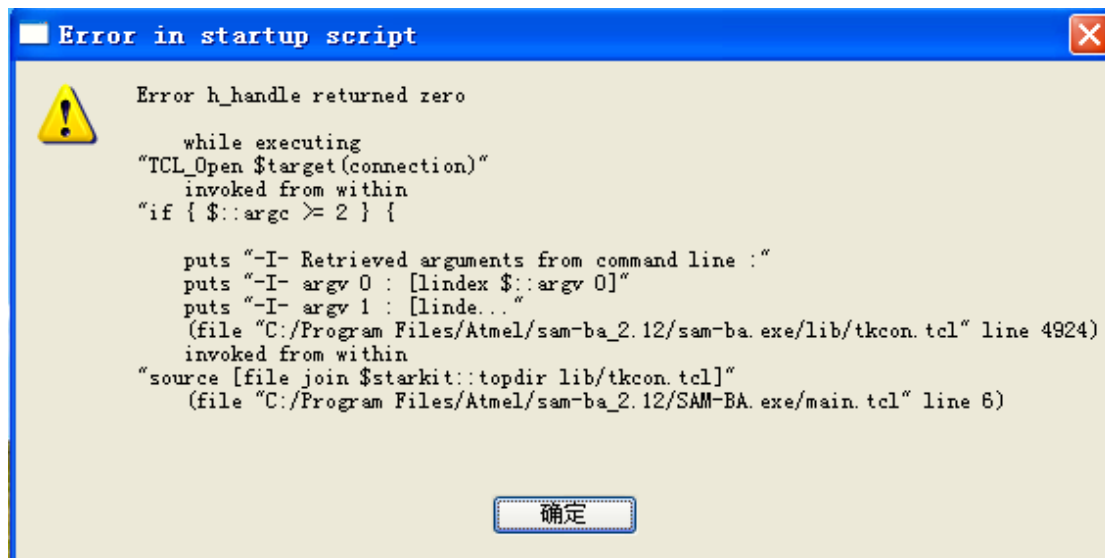 Error in startup script
Error h_handle returned zero
while executing
"TCL_Open $target(connection)"
invoked from within
"if { $::argc >= 2 } {
puts "-I- Retrieved arguments from command line :"
puts "-I- argv 0 : [lindex $::argv 0]"
puts "-I- argv 1 : [linde..."
(file "C:/Program Files/Atmel/sam-ba_2.12/sam-ba.exe/lib/tkcon.tcl" line 4924)
invoked from within
"source [file join $starkit::topdir lib/tkcon.tcl]"
(file "C:/Program Files/Atmel/sam-ba_2.12/SAM-BA.exe/main.tcl" line 6)
确定